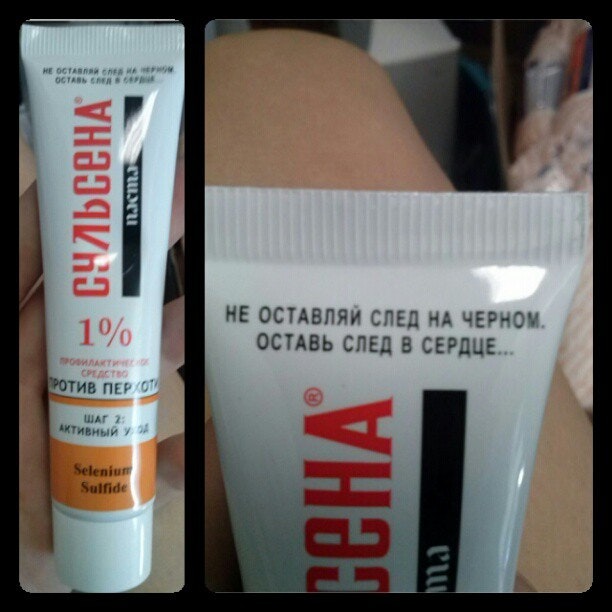 НЕ ОСТАВЛЯЙ СЛЕД НА ЧЕРНОМ.
ОСТАВЬ СЛЕД В СЕРДЦЕ...
СУЛЬСЕНА®
паста
1%
ПРОФИЛАКТИЧЕСКОЕ
СРЕДСТВО
ПРОТИВ ПЕРХОТИ
ШАГ 2:
АКТИВНЫЙ УХОД
Selenium
Sulfide
НЕ ОСТАВЛЯЙ СЛЕД НА ЧЕРНОМ.
ОСТАВЬ СЛЕД В СЕРДЦЕ...
СЕНА®
та